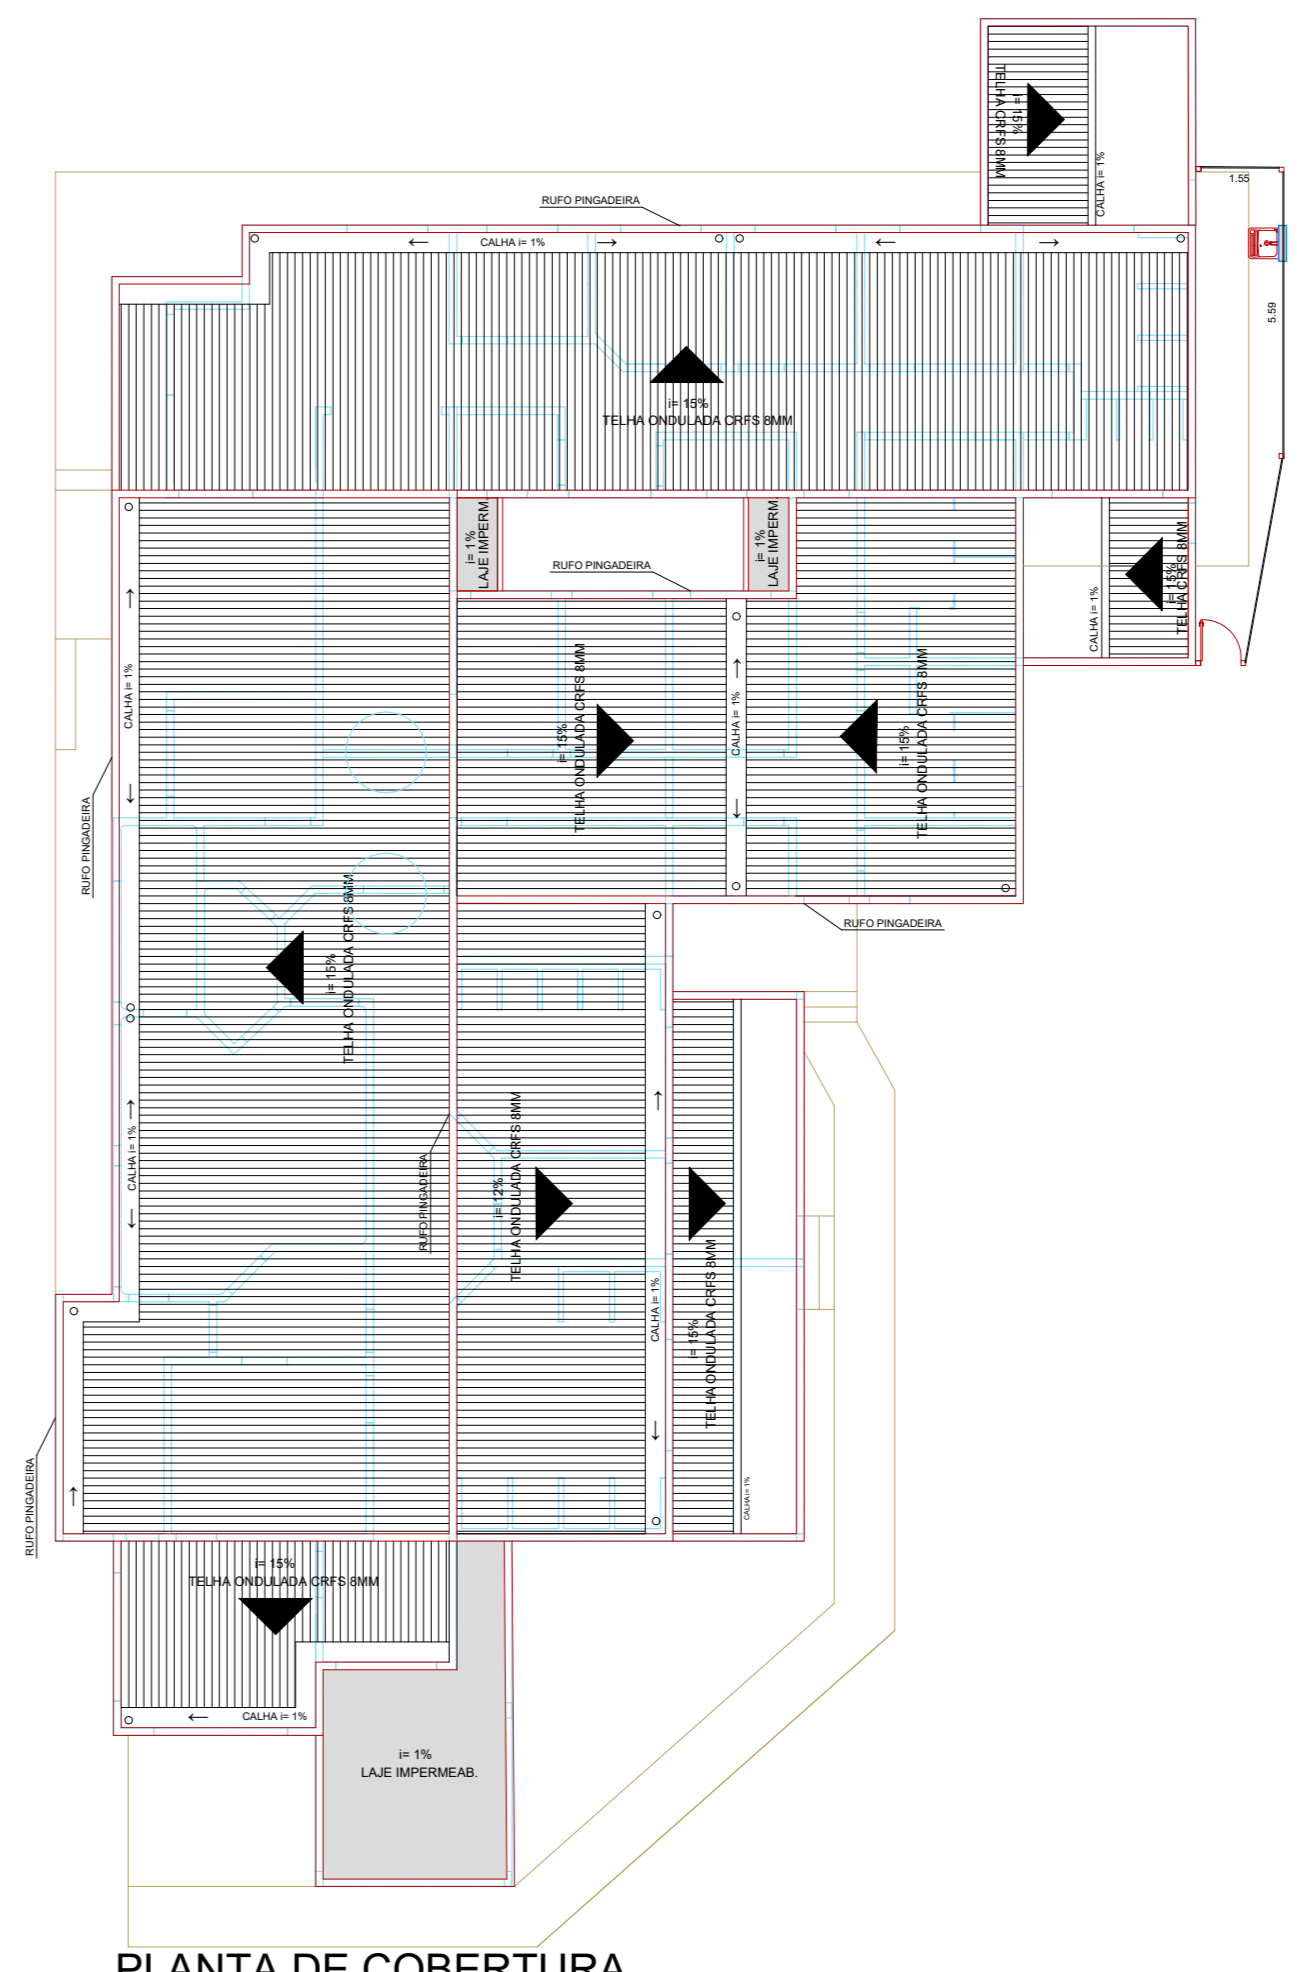 TELHA CRFS 8MM
i= 15%
CALHA i= 1%
1.55
RUFO PINGADEIRA
CALHA i= 1%
5.59
i= 15%
TELHA ONDULADA CRFS 8MM
i= 1%
LAJE IMPERM.
i= 1%
LAJE IMPERM.
RUFO PINGADEIRA
CALHA i= 1%
i= 15%
TELHA CRFS 8MM
CALHA i= 1%
i= 15%
TELHA ONDULADA CRFS 8MM
CALHA i= 1%
i= 15%
TELHA ONDULADA CRFS 8MM
RUFO PINGADEIRA
i= 15%
TELHA ONDULADA CRFS 8MM
RUFO PINGADEIRA
CALHA i= 1%
RUFO PINGADEIRA
i= 12%
TELHA ONDULADA CRFS 8MM
CALHA i= 1%
i= 15%
TELHA ONDULADA CRFS 8MM
CALHA i= 1%
RUFO PINGADEIRA
i= 15%
TELHA ONDULADA CRFS 8MM
CALHA i= 1%
i= 1%
LAJE IMPERMEAB.
PLANTA DE COBERTURA